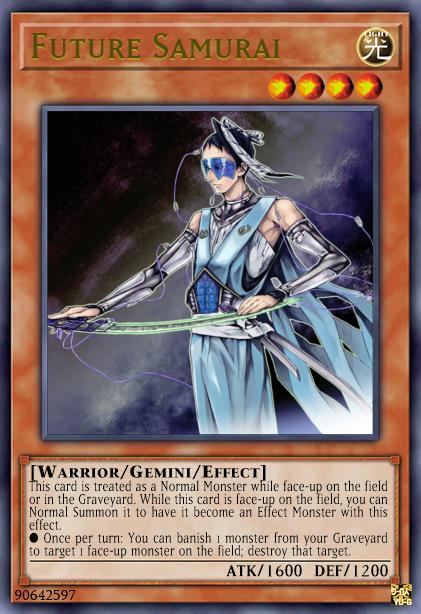 FUTURE SAMURAI
LIGHT
光
[WARRIOR/GEMINI/EFFECT]
This card is treated as a Normal Monster while face-up on the field
or in the Graveyard. While this card is face-up on the field, you can
Normal Summon it to have it become an Effect Monster with this
effect.
● Once per turn: You can banish 1 monster from your Graveyard
to target 1 face-up monster on the field; destroy that target.
ATK/1600 DEF/1200
90642597